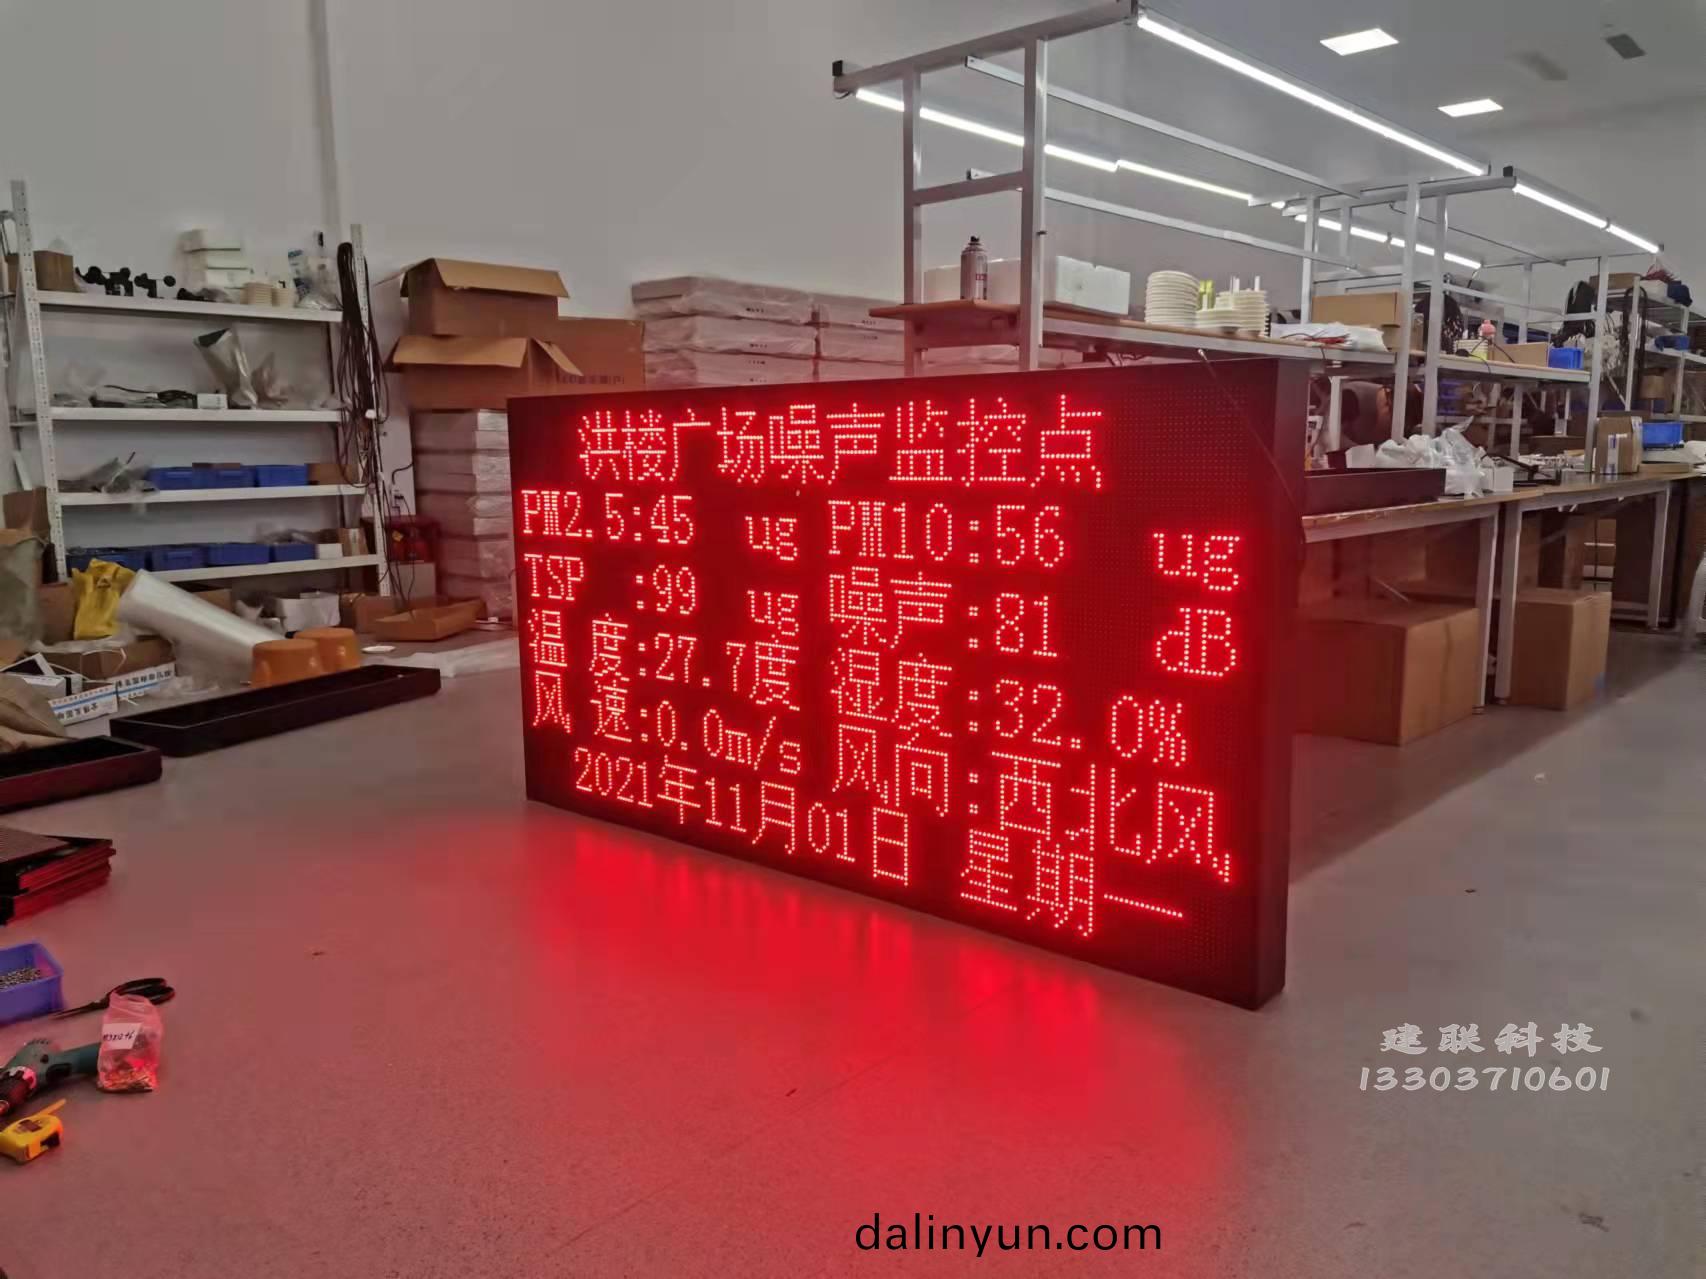 洪楼广场噪声监控点
PM2.5:45 ug PM10:56 ug
TSP :99 ug 噪声:81 dB
温 度:27.7度 湿度:32.0%
风 速:0.0m/s 风向:西北风
2021年11月01日 星期一
建联科技
13303710601
dalinyun.com